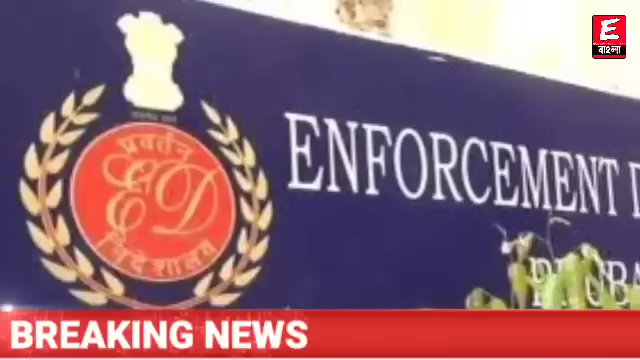 E
বাংলা
प्रवर्तन
ED
निदेशालय
ENFORCEMENT D
BREAKING NEWS